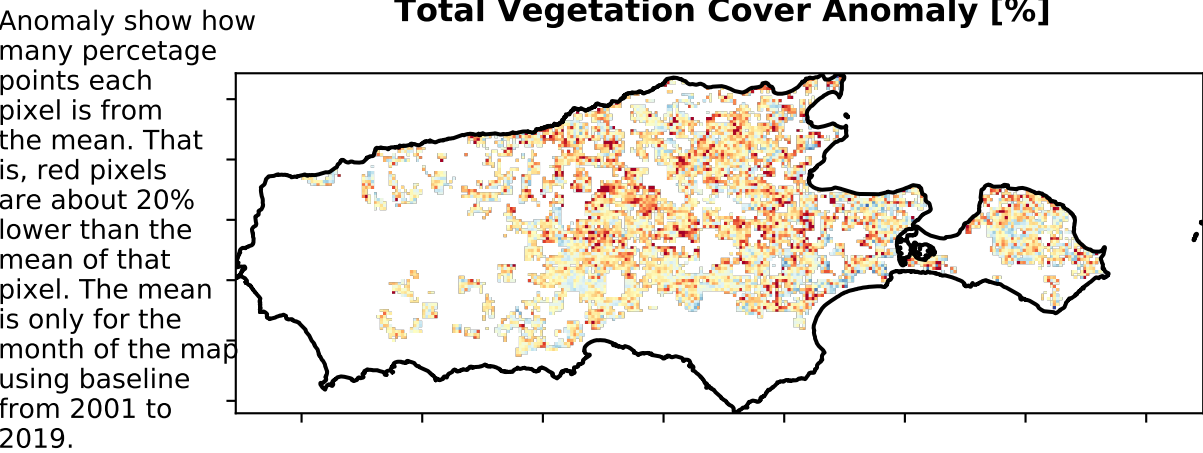 Total Vegetation Cover Anomaly [%]
Anomaly show how
many percetage
points each
pixel is from
the mean. That
is, red pixels
are about 20%
lower than the
mean of that
pixel. The mean
is only for the
month of the map
using baseline
from 2001 to
2019.